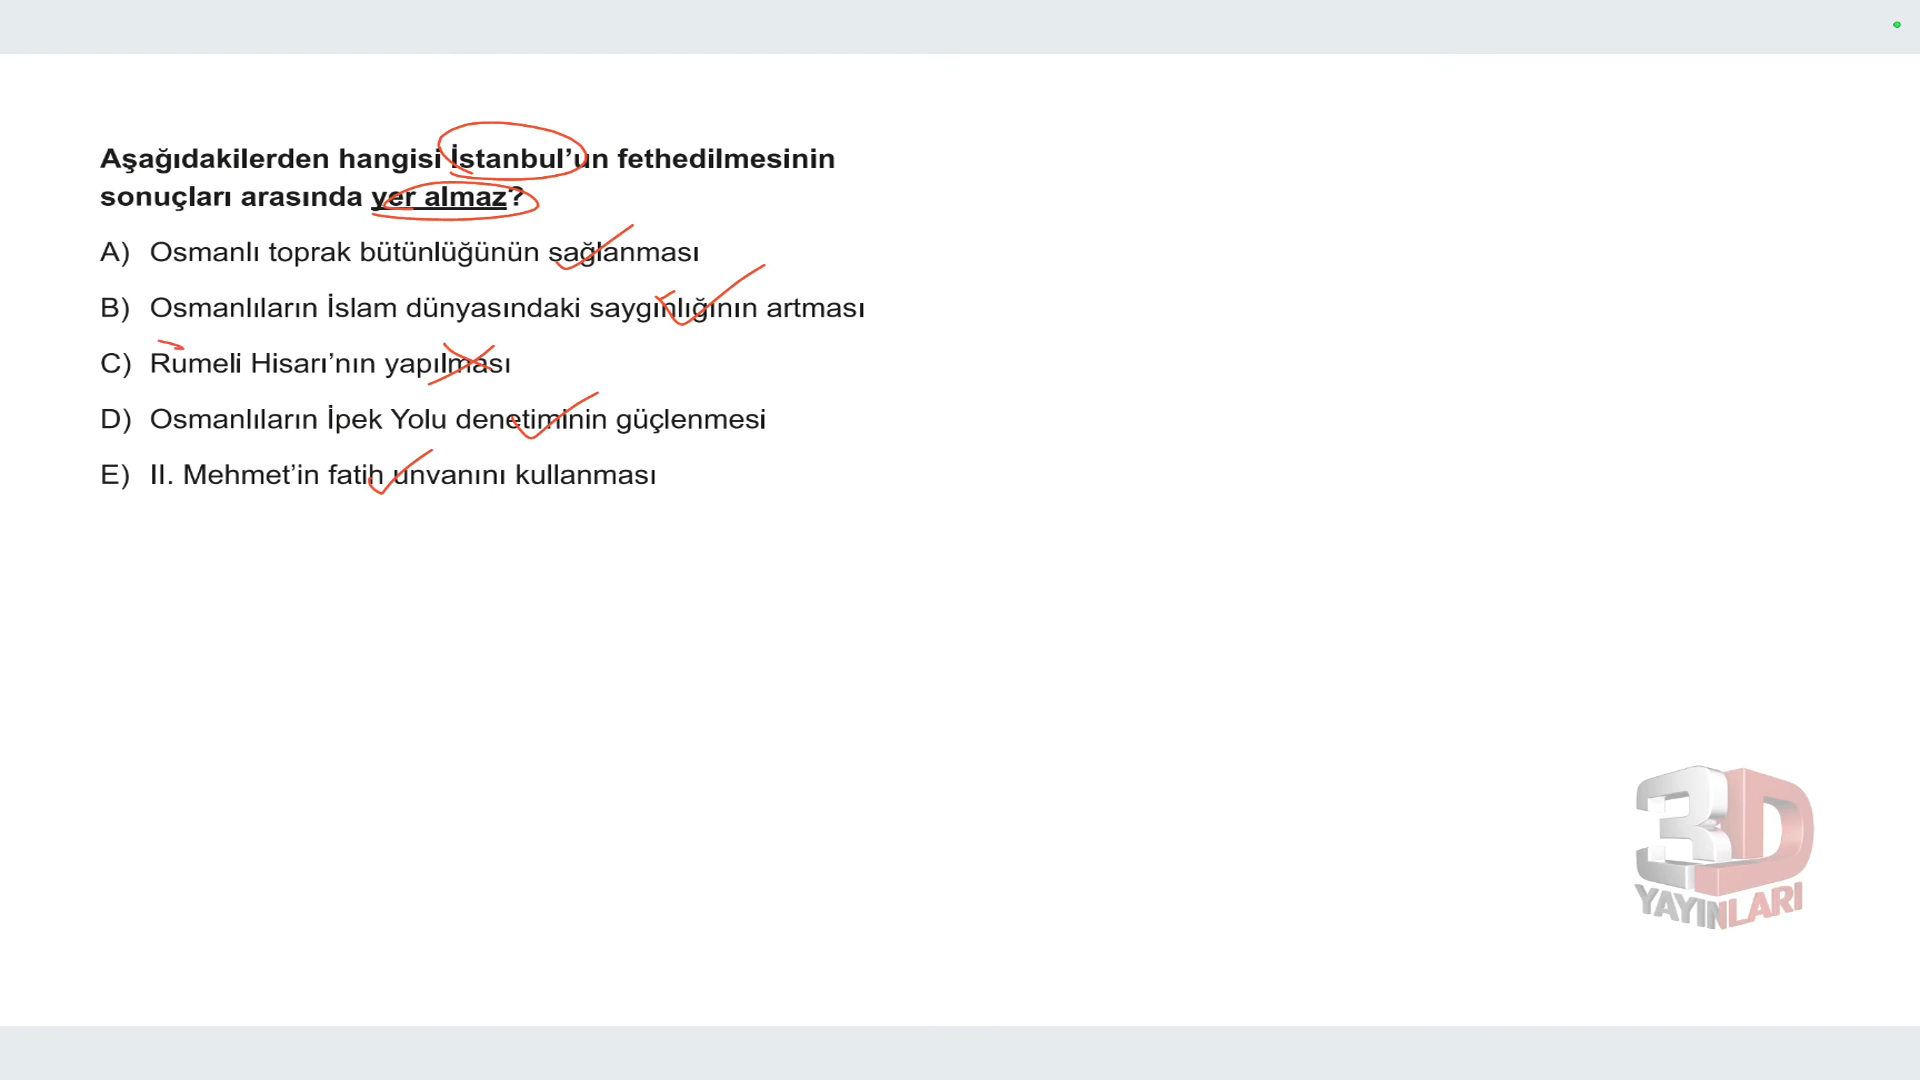 Aşağıdakilerden hangisi İstanbul’un fethedilmesinin
sonuçları arasında yer almaz?
A) Osmanlı toprak bütünlüğünün sağlanması
B) Osmanlıların İslam dünyasındaki saygınlığının artması
C) Rumeli Hisarı’nın yapılması
D) Osmanlıların İpek Yolu denetiminin güçlenmesi
E) II. Mehmet’in fatih unvanını kullanması
3D
YAYINLARI